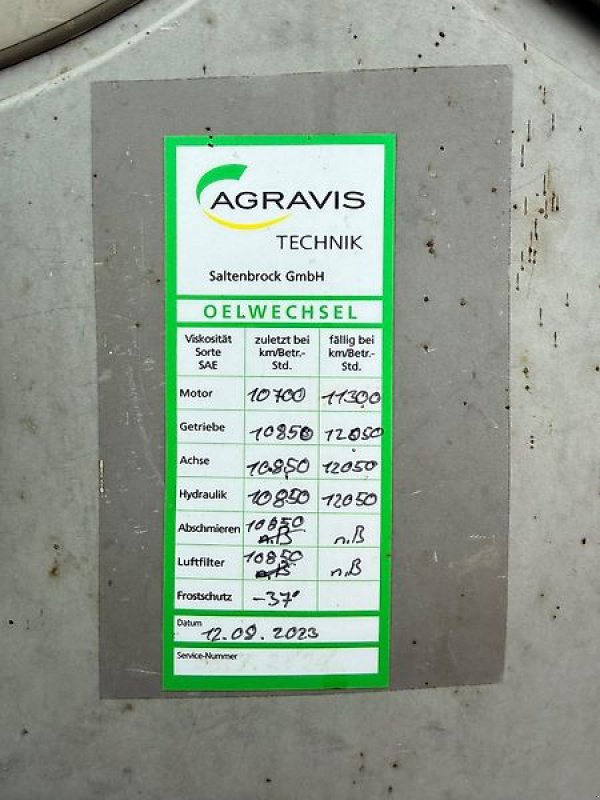 AGRAVIS
TECHNIK
Saltenbrock GmbH
OELWECHSEL
Viskosität Sorte SAE zuletzt bei km/Betr.-Std. fällig bei km/Betr.-Std.
Motor 10700 11300
Getriebe 10850 12050
Achse 10850 12050
Hydraulik 10850 12050
Abschmieren 10850 n.B n.B
Luftfilter 10850 n.B n.B
Frostschutz -37°
Datum 12.09.2023
Service-Nummer